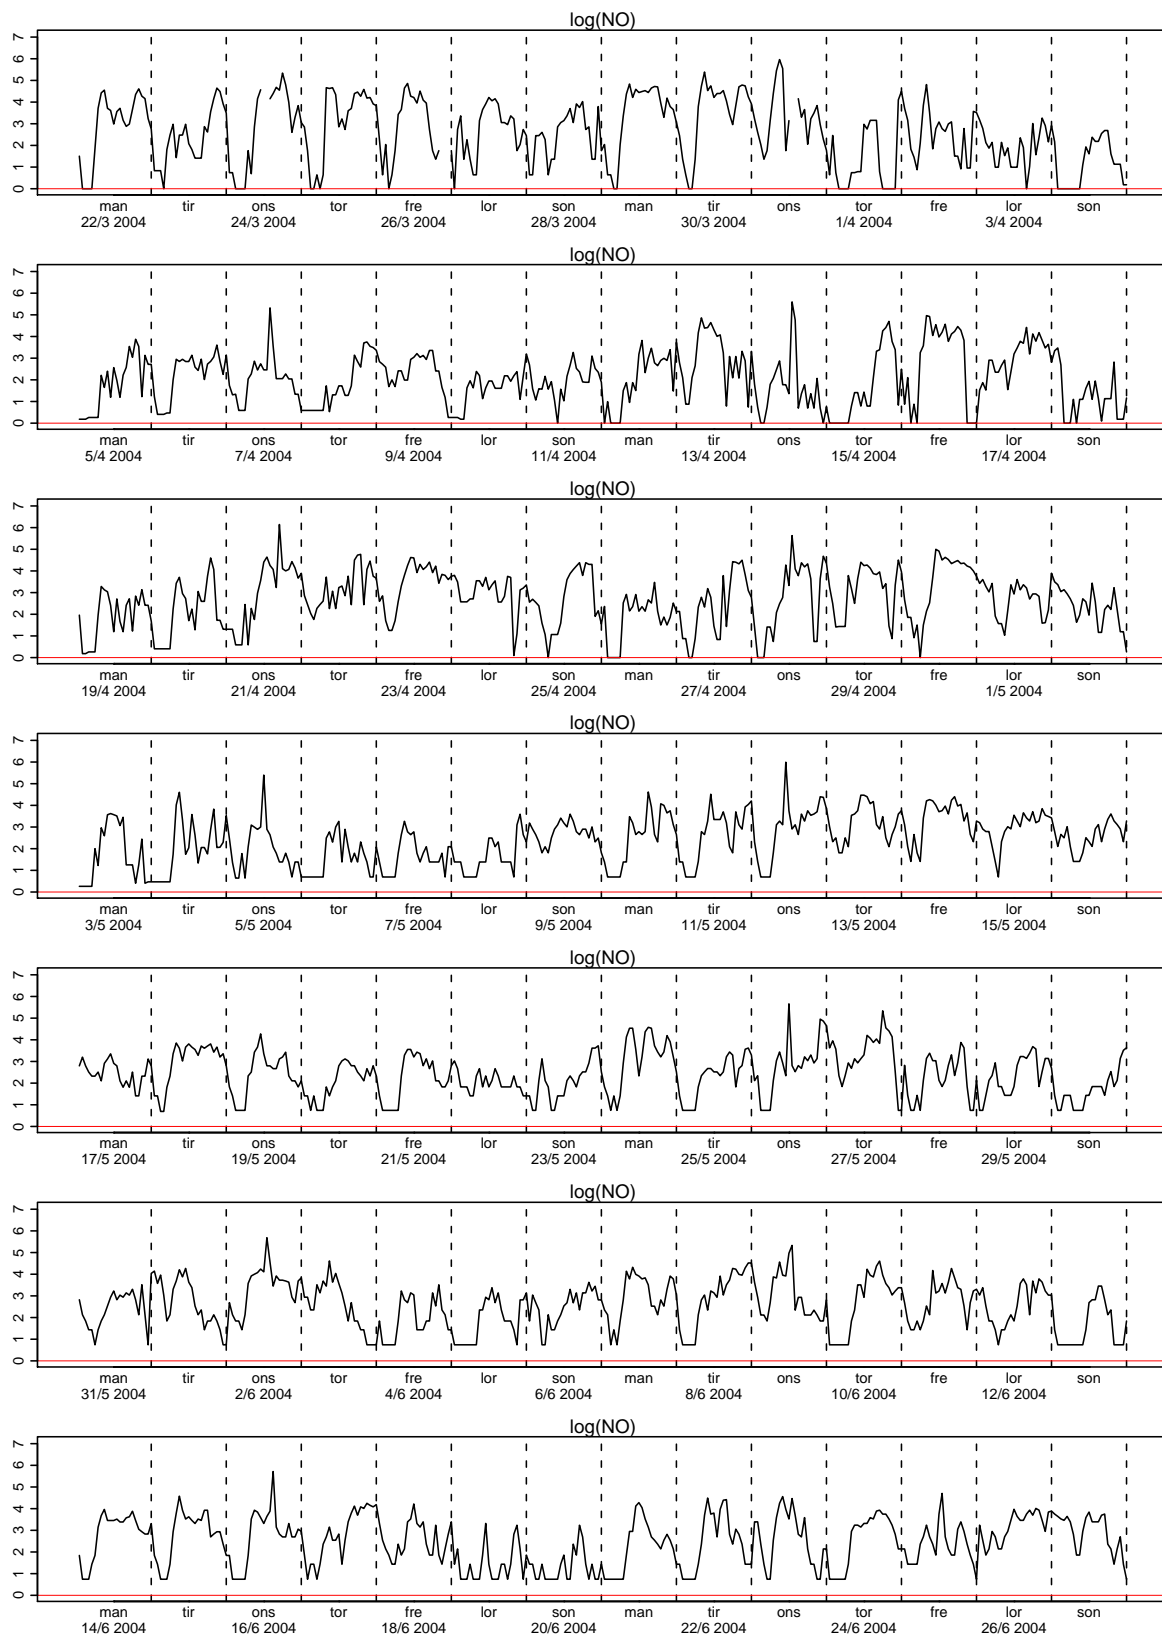 log(NO)
0 1 2 3 4 5 6 7
man tir ons tor fre lor son man tir ons tor fre lor son
22/3 2004 24/3 2004 26/3 2004 28/3 2004 30/3 2004 1/4 2004 3/4 2004
log(NO)
0 1 2 3 4 5 6 7
man tir ons tor fre lor son man tir ons tor fre lor son
5/4 2004 7/4 2004 9/4 2004 11/4 2004 13/4 2004 15/4 2004 17/4 2004
log(NO)
0 1 2 3 4 5 6 7
man tir ons tor fre lor son man tir ons tor fre lor son
19/4 2004 21/4 2004 23/4 2004 25/4 2004 27/4 2004 29/4 2004 1/5 2004
log(NO)
0 1 2 3 4 5 6 7
man tir ons tor fre lor son man tir ons tor fre lor son
3/5 2004 5/5 2004 7/5 2004 9/5 2004 11/5 2004 13/5 2004 15/5 2004
log(NO)
0 1 2 3 4 5 6 7
man tir ons tor fre lor son man tir ons tor fre lor son
17/5 2004 19/5 2004 21/5 2004 23/5 2004 25/5 2004 27/5 2004 29/5 2004
log(NO)
0 1 2 3 4 5 6 7
man tir ons tor fre lor son man tir ons tor fre lor son
31/5 2004 2/6 2004 4/6 2004 6/6 2004 8/6 2004 10/6 2004 12/6 2004
log(NO)
0 1 2 3 4 5 6 7
man tir ons tor fre lor son man tir ons tor fre lor son
14/6 2004 16/6 2004 18/6 2004 20/6 2004 22/6 2004 24/6 2004 26/6 2004